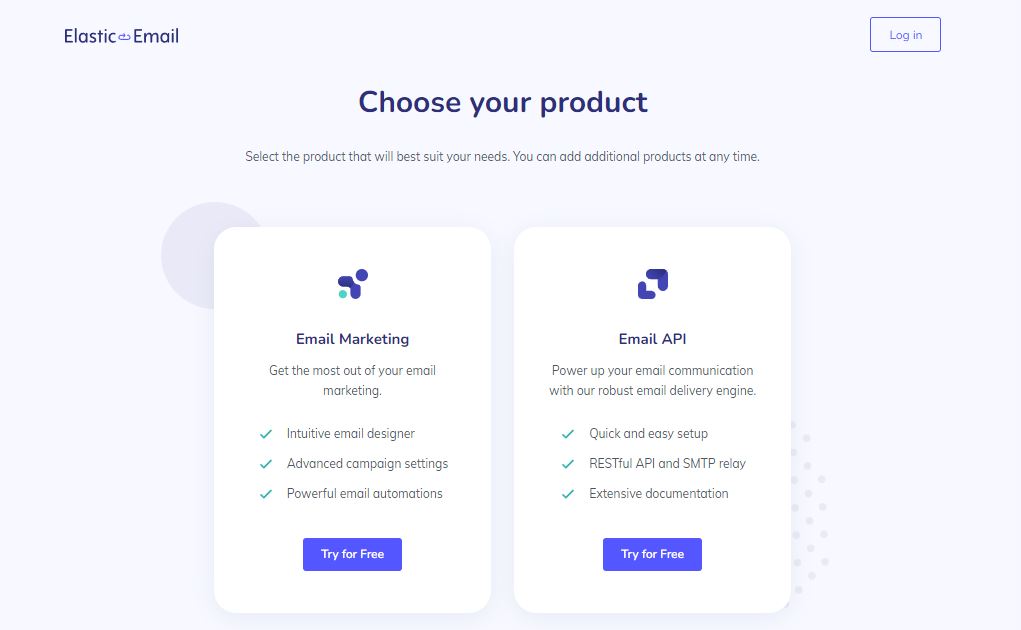 Elastic Email
Log in
Choose your product
Select the product that will best suit your needs. You can add additional products at any time.
Email Marketing
Get the most out of your email
marketing.
Intuitive email designer
Advanced campaign settings
Powerful email automations
Try for Free
Email API
Power up your email communication
with our robust email delivery engine.
Quick and easy setup
RESTful API and SMTP relay
Extensive documentation
Try for Free